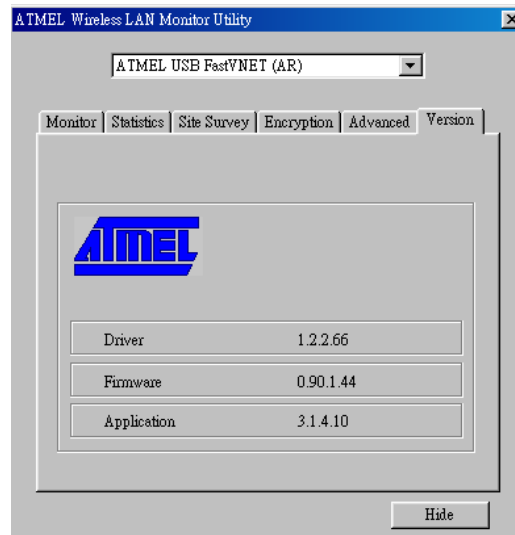 ATMEL Wireless LAN Monitor Utility
ATMEL USB FastVNET (AR)
Monitor Statistics Site Survey Encryption Advanced Version
ATMEL
Driver 1.2.2.66
Firmware 0.90.1.44
Application 3.1.4.10
Hide